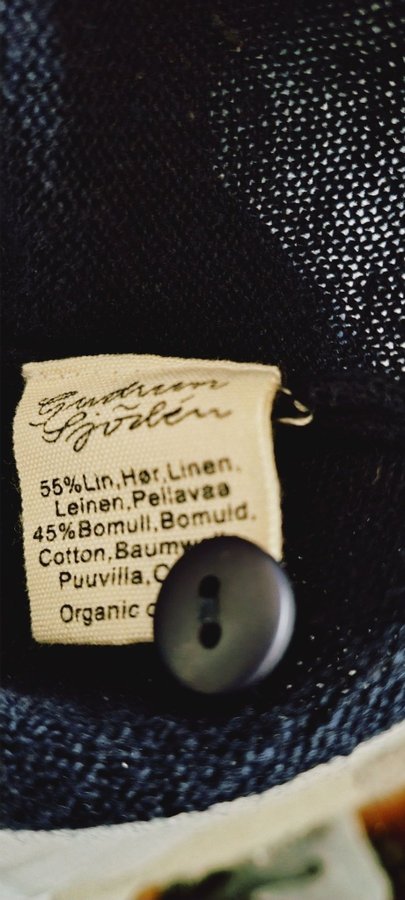 Gudrun
Sjödén
55%Lin,Hør,Linen.
Leinen,Pellavaa
45%Bomull,Bomuld.
Cotton,
Puuvilla,
Organic